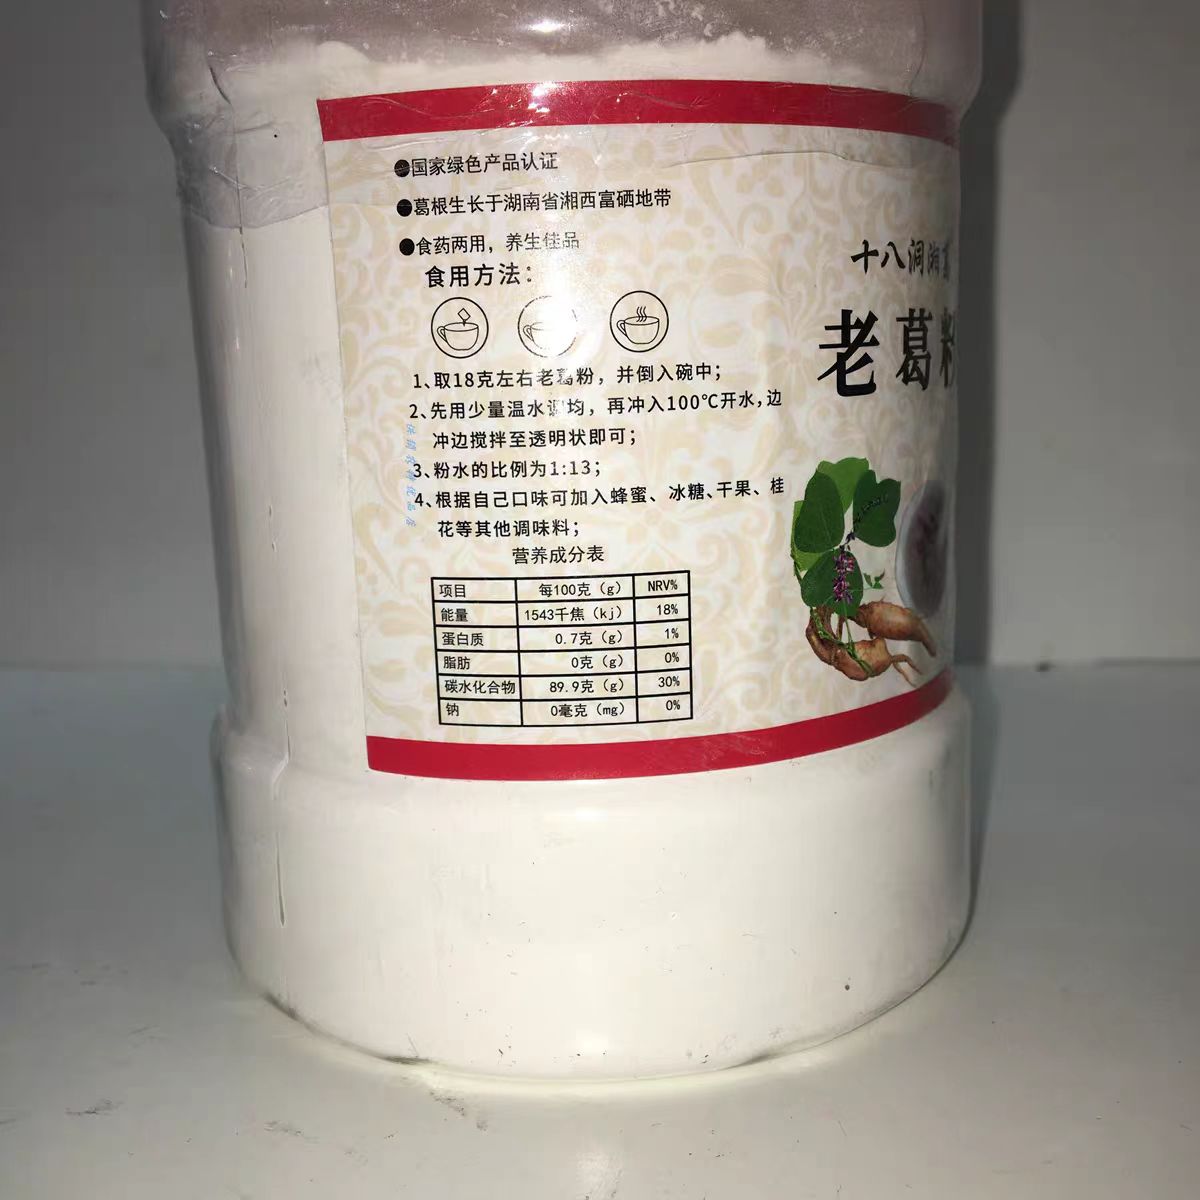 ●国家绿色产品认证
●葛根生长于湖南省湘西富硒地带
●食药两用，养生佳品
食用方法：
1、取18克左右老葛粉，并倒入碗中；
2、先用少量温水调均，再冲入100℃开水，边
冲边搅拌至透明状即可；
3、粉水的比例为1:13；
4、根据自己口味可加入蜂蜜、冰糖、干果、桂
花等其他调味料；
营养成分表
项目 每100克（g） NRV%
能量 1543千焦（kj） 18%
蛋白质 0.7克（g） 1%
脂肪 0克（g） 0%
碳水化合物 89.9克（g） 30%
钠 0毫克（mg） 0%
十八洞湘
老葛粉